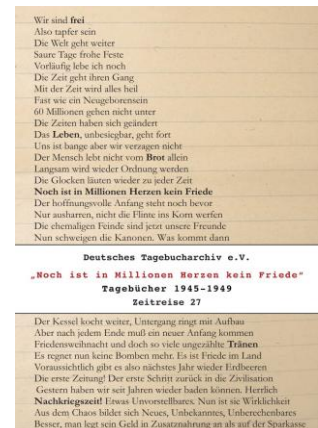 Wir sind frei
Also tapfer sein
Die Welt geht weiter
Saure Tage frohe Feste
Vorläufig lebe ich noch
Die Zeit geht ihren Gang
Mit der Zeit wird alles heil
Fast wie ein Neugeborensein
60 Millionen gehen nicht unter
Die Zeiten haben sich geändert
Das Leben, unbesiegbar, geht fort
Uns ist bange aber wir verzagen nicht
Der Mensch lebt nicht vom Brot allein
Langsam wird wieder Ordnung werden
Die Glocken läuten wieder zu jeder Zeit
Noch ist in Millionen Herzen kein Friede
Der hoffnungsvolle Anfang steht noch bevor
Nur ausharren, nicht die Flinte ins Korn werfen
Die ehemaligen Feinde sind jetzt unsere Freunde
Nun schweigen die Kanonen. Was kommt dann
Deutsches Tagebucharchiv e.V.
„Noch ist in Millionen Herzen kein Friede"
Tagebücher 1945-1949
Zeitreise 27
Der Kessel kocht weiter, Untergang ringt mit Aufbau
Aber nach jedem Ende muß ein neuer Anfang kommen
Friedensweihnacht und doch so viele ungezählte Tränen
Es regnet nun keine Bomben mehr. Es ist Friede im Land
Voraussichtlich gibt es also nächstes Jahr wieder Erdbeeren
Die erste Zeitung! Der erste Schritt zurück in die Zivilisation
Gestern haben wir seit Jahren wieder baden können. Herrlich
Nachkriegszeit! Etwas Unvorstellbares. Nun ist sie Wirklichkeit
Aus dem Chaos bildet sich Neues, Unbekanntes, Unberechenbares
Besser, man legt sein Geld in Zusatznahrung an als auf der Sparkasse